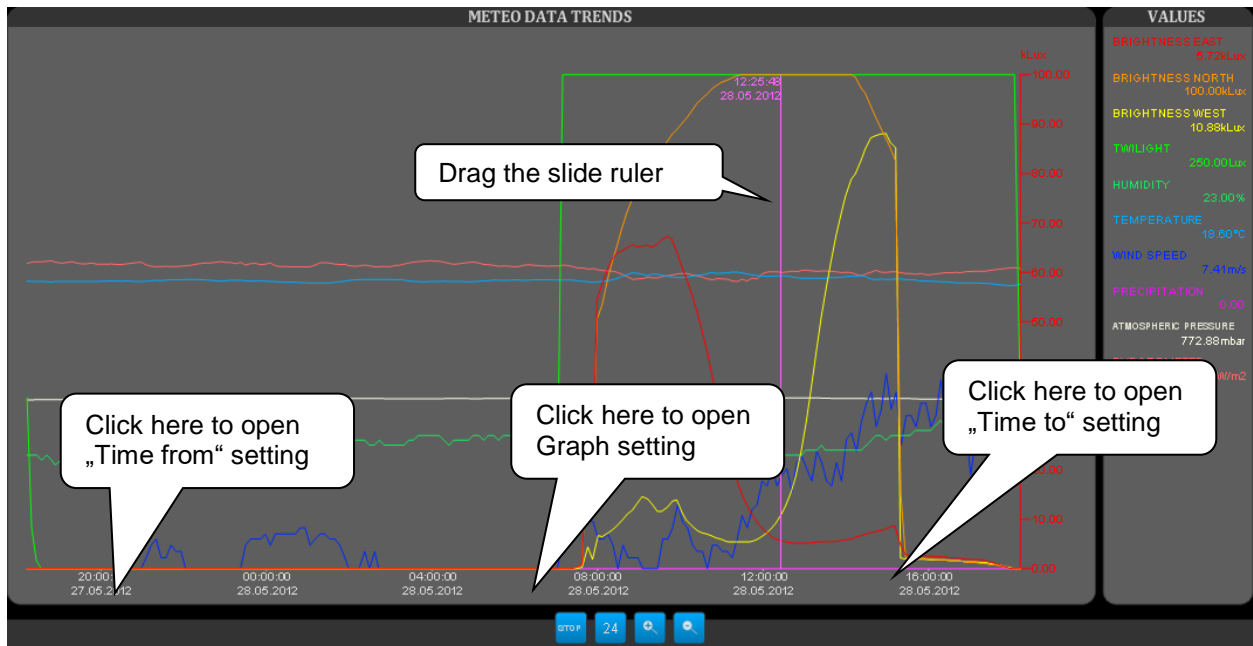 METEO DATA TRENDS
VALUES
kLux
100.00
90.00
80.00
70.00
60.00
50.00
10.00
0.00
12:25:48
28.05.2012
Drag the slide ruler
Click here to open
„Time from“ setting
Click here to open
Graph setting
Click here to open
„Time to“ setting
20:00:
27.05.2012
00:00:00
28.05.2012
04:00:00
28.05.2012
08:00:00
28.05.2012
12:00:00
28.05.2012
16:00:00
28.05.2012
BRIGHTNESS EAST
5.72kLux
BRIGHTNESS NORTH
100.00kLux
BRIGHTNESS WEST
10.88kLux
TWILIGHT
250.00Lux
HUMIDITY
23.00%
TEMPERATURE
18.60°C
WIND SPEED
7.41m/s
PRECIPITATION
0.00
ATMOSPHERIC PRESSURE
772.88mbar
W/m2
STOP
24